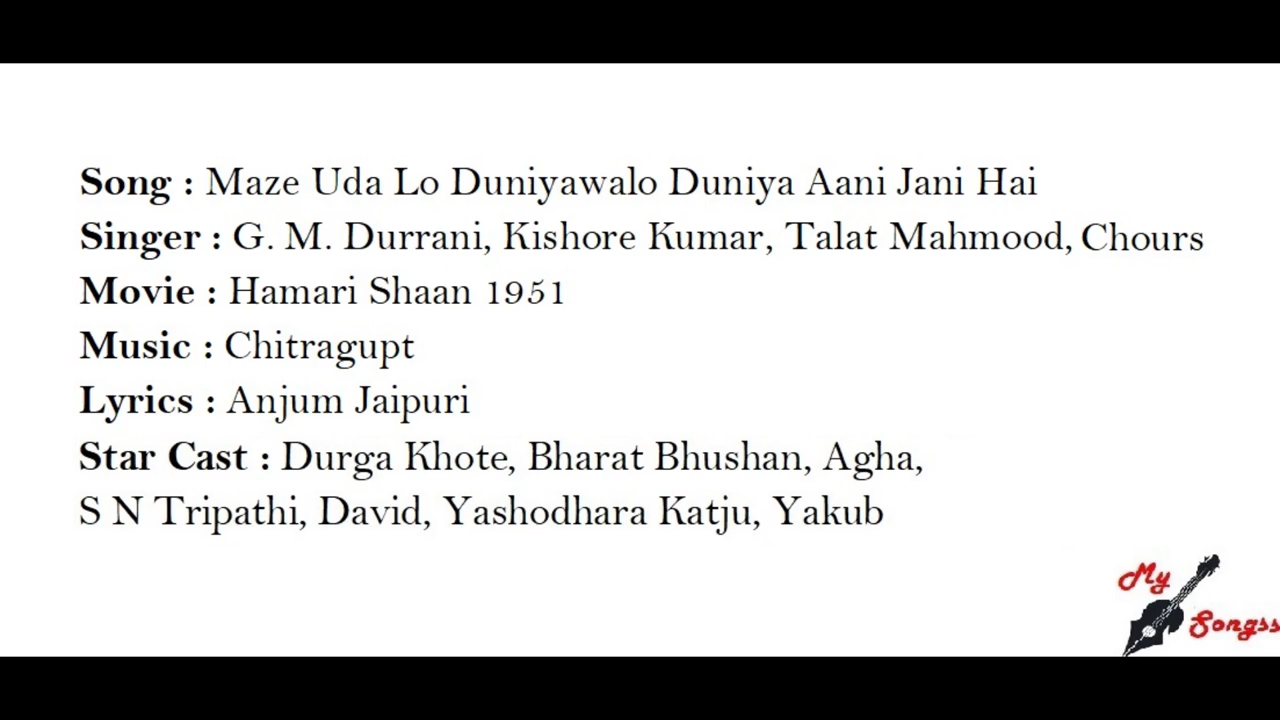 Song : Maze Uda Lo Duniyawalo Duniya Aani Jani Hai
Singer : G. M. Durrani, Kishore Kumar, Talat Mahmood, Chours
Movie : Hamari Shaan 1951
Music : Chitragupt
Lyrics : Anjum Jaipuri
Star Cast : Durga Khote, Bharat Bhushan, Agha,
S N Tripathi, David, Yashodhara Katju, Yakub
My
Songss